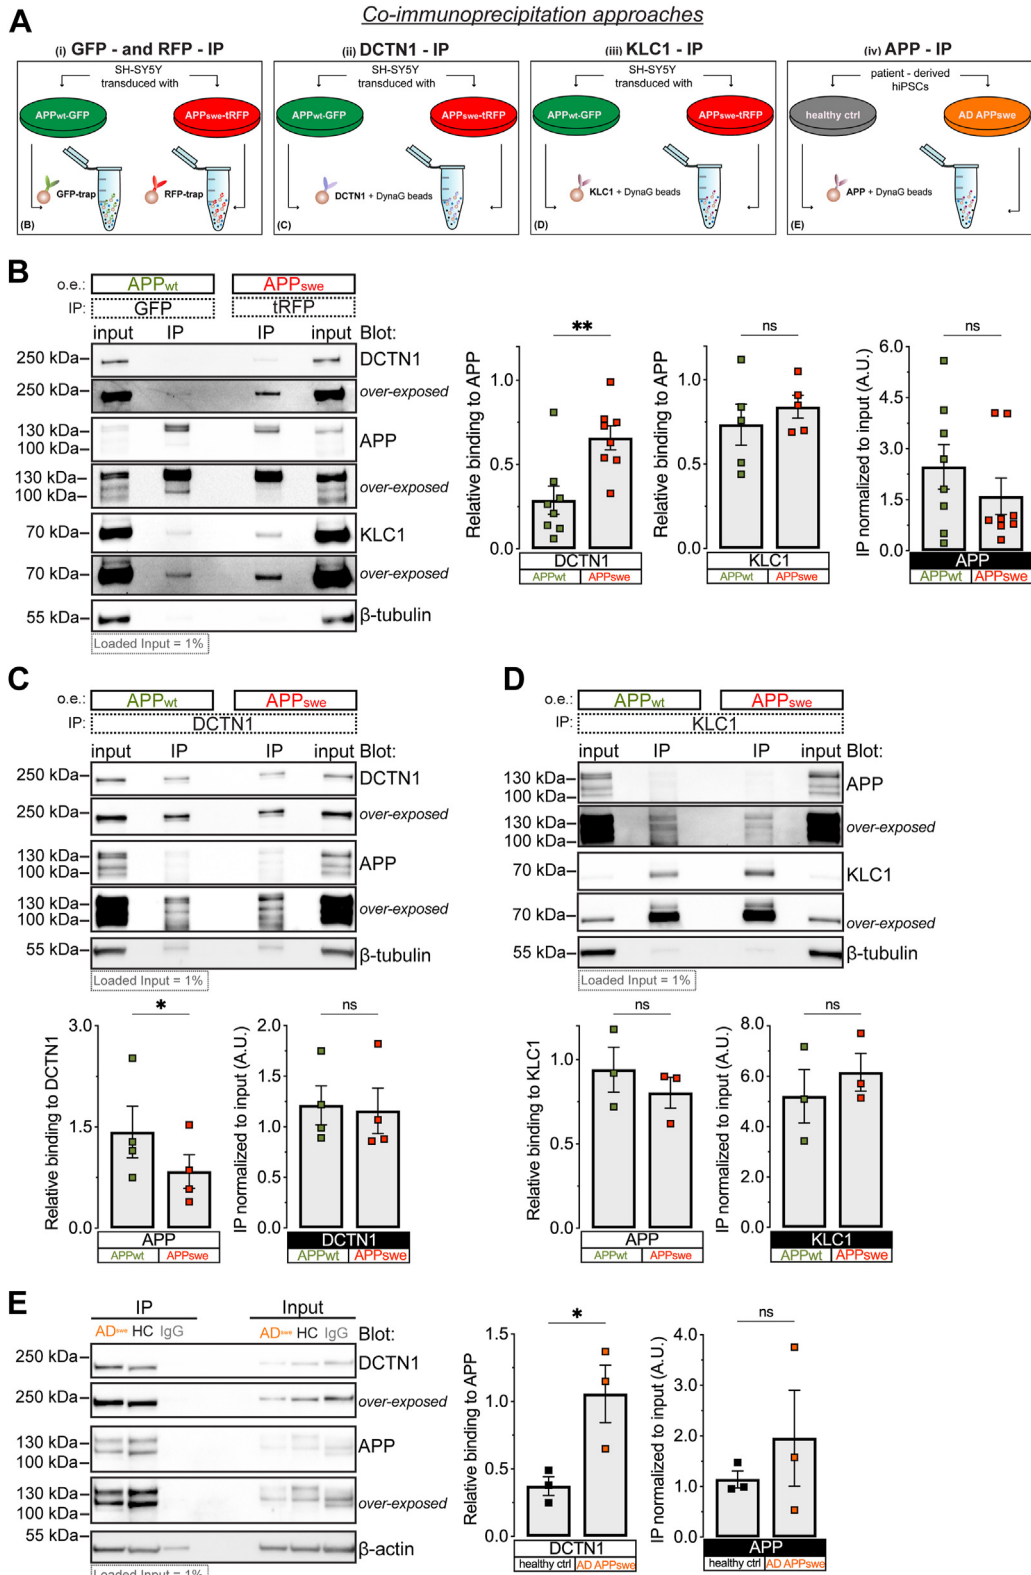 Co-immunoprecipitation approaches
A
(i) GFP - and RFP - IP
SH-SY5Y
transduced with
APPwt-GFP
APPswe-tRFP
GFP-trap
RFP-trap
(B)
(ii) DCTN1 - IP
SH-SY5Y
transduced with
APPwt-GFP
APPswe-tRFP
DCTN1 + DynaG beads
(C)
(iii) KLC1 - IP
SH-SY5Y
transduced with
APPwt-GFP
APPswe-tRFP
KLC1 + DynaG beads
(D)
(iv) APP - IP
patient - derived
hiPSCs
healthy ctrl
AD APPswe
APP + DynaG beads
(E)
B
o.e.: APPwt APPswe
IP: GFP tRFP
input IP IP input Blot:
250 kDa DCTN1
250 kDa over-exposed
130 kDa APP
100 kDa
130 kDa over-exposed
100 kDa
70 kDa KLC1
70 kDa over-exposed
55 kDa β-tubulin
Loaded Input = 1%
Relative binding to APP
1.0
0.5
0.0
**
DCTN1
APPwt APPswe
Relative binding to APP
1.0
0.5
0.0
ns
KLC1
APPwt APPswe
IP normalized to input (A.U.)
6.0
4.5
3.0
1.5
0.0
ns
APP
APPwt APPswe
C
o.e.: APPwt APPswe
IP: DCTN1
input IP IP input Blot:
250 kDa DCTN1
250 kDa over-exposed
130 kDa APP
100 kDa
130 kDa over-exposed
100 kDa
55 kDa β-tubulin
Loaded Input = 1%
Relative binding to DCTN1
3.0
1.5
0.0
*
APP
APPwt APPswe
IP normalized to input (A.U.)
2.0
1.5
1.0
0.5
0.0
ns
DCTN1
APPwt APPswe
D
o.e.: APPwt APPswe
IP: KLC1
input IP IP input Blot:
130 kDa APP
100 kDa
130 kDa over-exposed
100 kDa
70 kDa KLC1
70 kDa over-exposed
55 kDa β-tubulin
Loaded Input = 1%
Relative binding to KLC1
1.0
0.5
0.0
ns
APP
APPwt APPswe
IP normalized to input (A.U.)
8.0
6.0
4.0
2.0
0.0
ns
KLC1
APPwt APPswe
E
IP Input
ADswe HC IgG ADswe HC IgG Blot:
250 kDa DCTN1
250 kDa over-exposed
130 kDa APP
100 kDa
130 kDa over-exposed
100 kDa
55 kDa β-actin
Loaded Input = 1%
Relative binding to APP
1.5
1.0
0.5
0.0
*
DCTN1
healthy ctrl AD APPswe
IP normalized to input (A.U.)
4.0
3.0
2.0
1.0
0.0
ns
APP
healthy ctrl AD APPswe